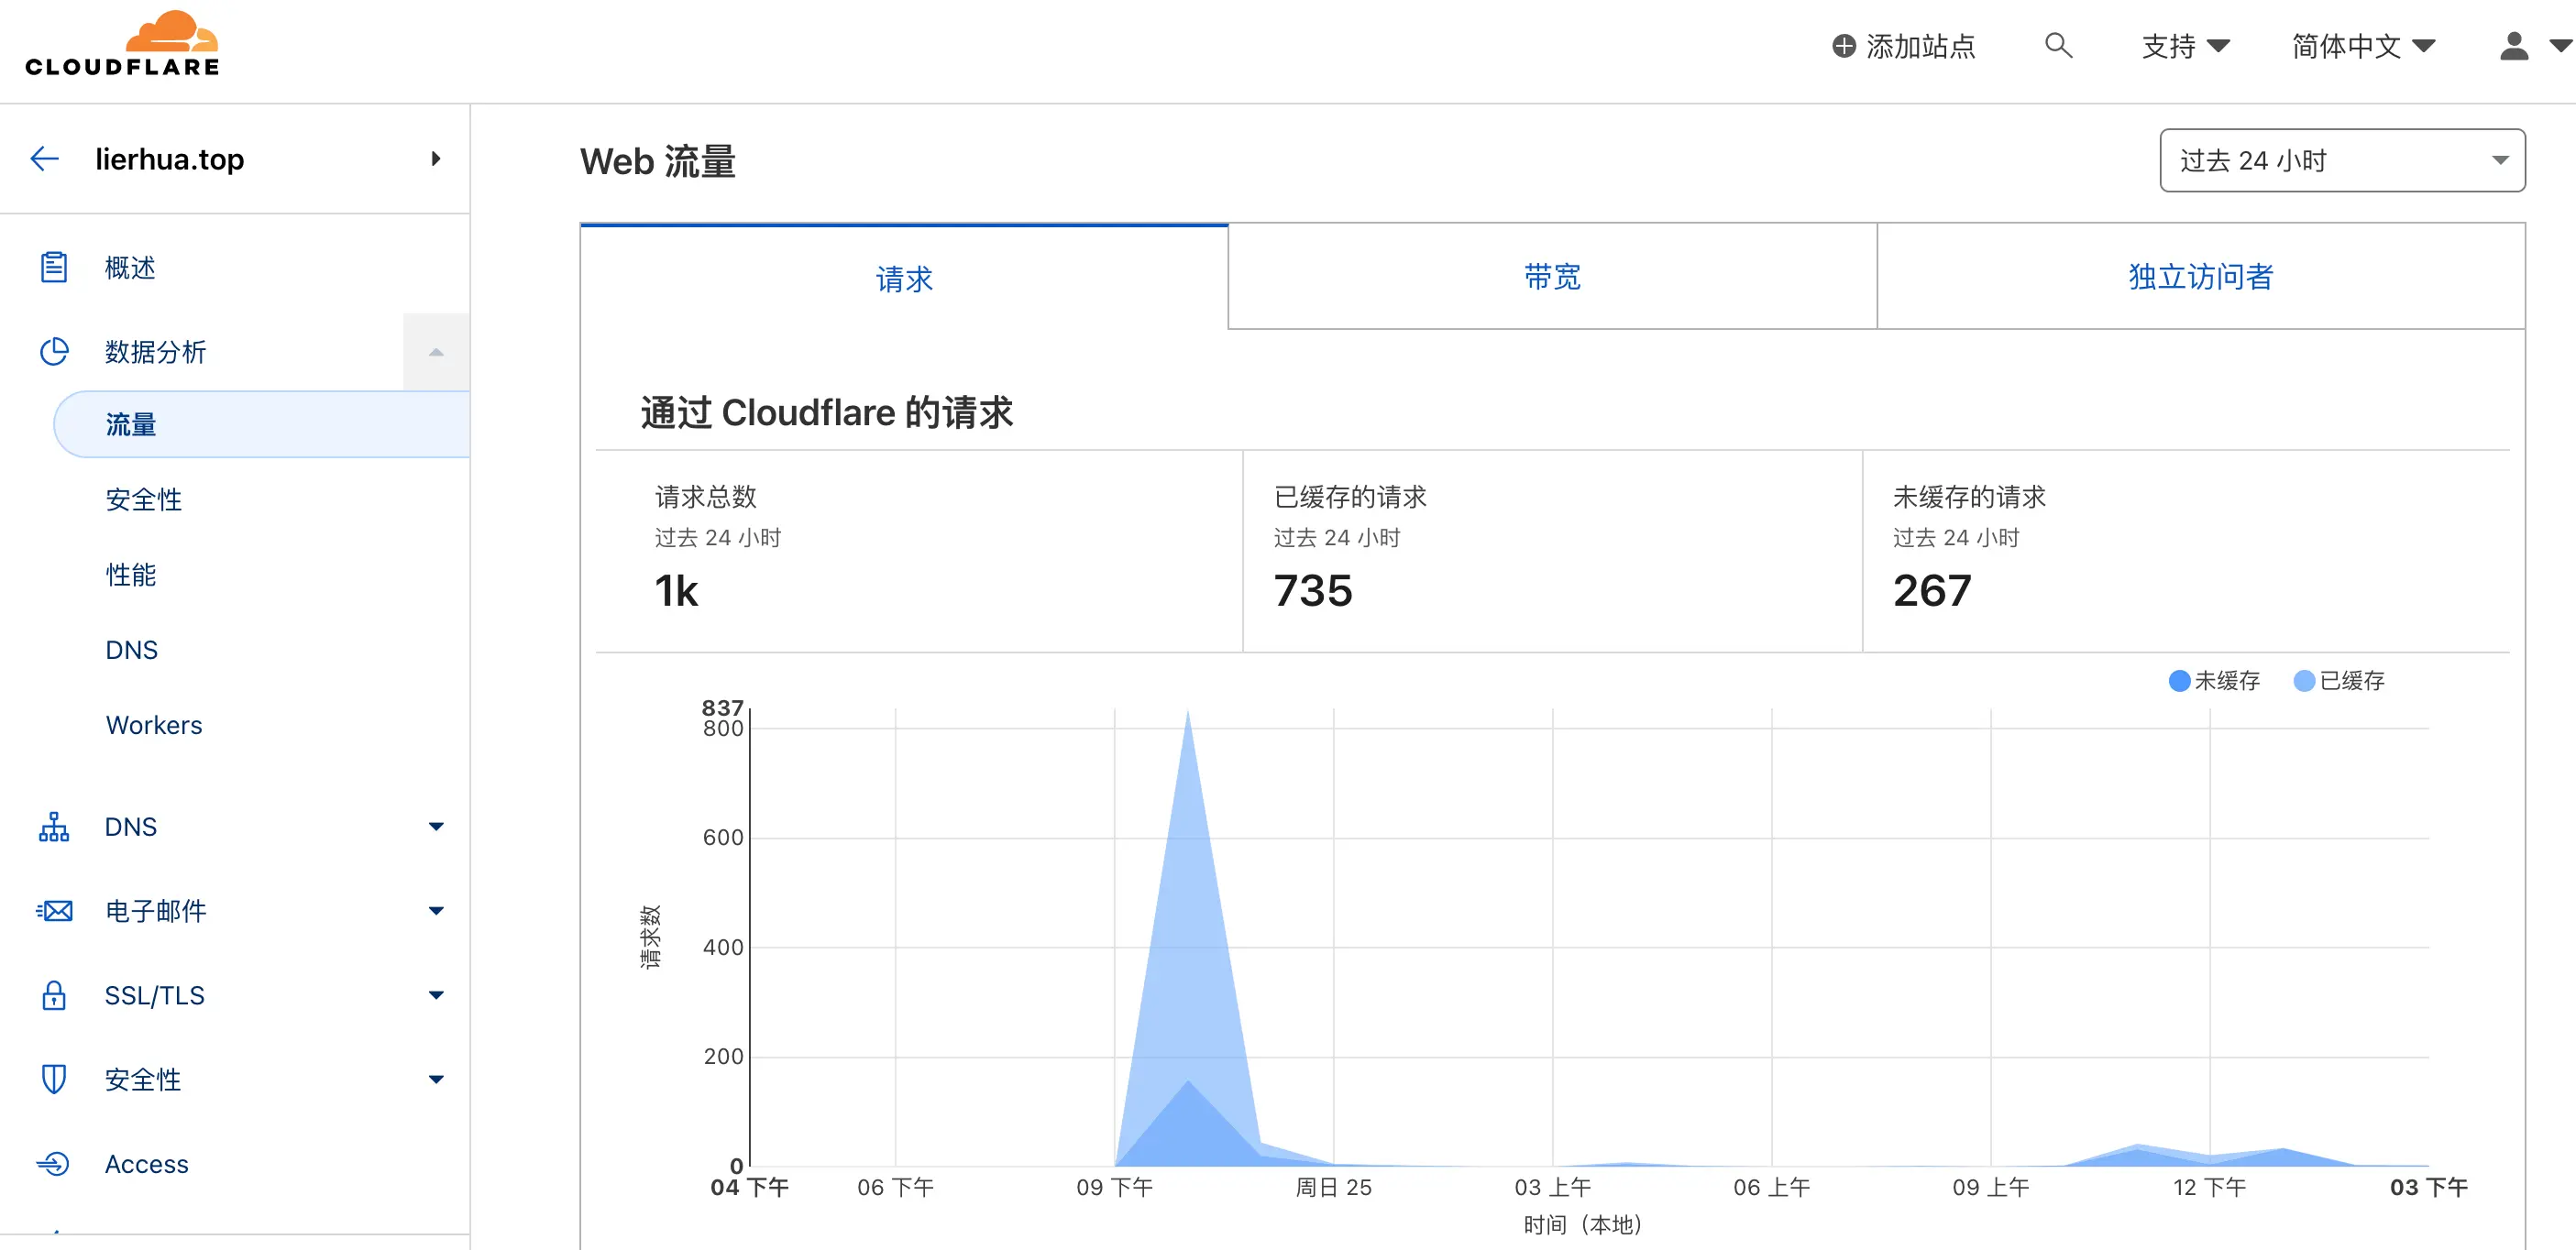 CLOUDFLARE
添加站点
支持
简体中文
lierhua.top
概述
数据分析
流量
安全性
性能
DNS
Workers
DNS
电子邮件
SSL/TLS
安全性
Access
Web 流量
过去 24 小时
请求
带宽
独立访问者
通过 Cloudflare 的请求
请求总数
过去 24 小时
1k
已缓存的请求
过去 24 小时
735
未缓存的请求
过去 24 小时
267
未缓存
已缓存
837
800
600
400
200
0
请求数
04 下午
06 下午
09 下午
周日 25
03 上午
06 上午
09 上午
12 下午
03 下午
时间（本地）